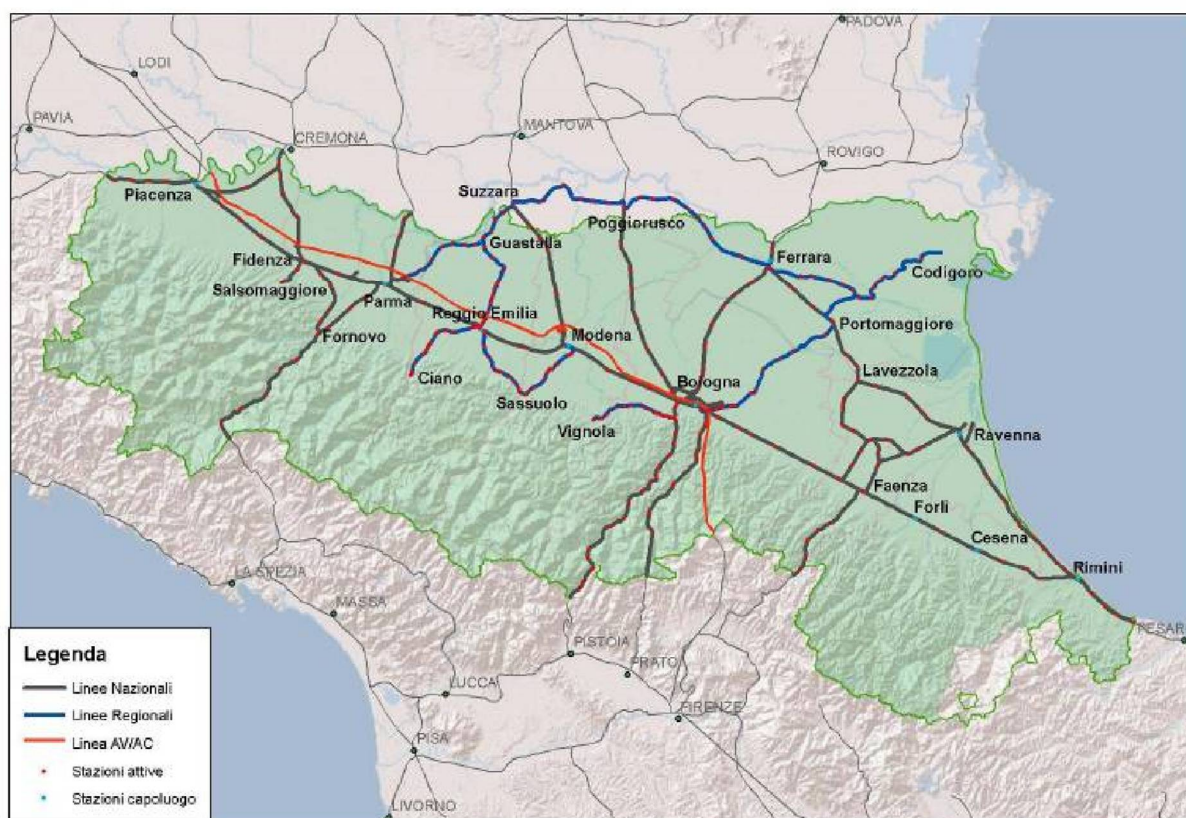 PADOVA
LODI
PAVIA
CREMONA
MANTOVA
ROVIGO
Piacenza
Suzzara
Poggiorusco
Guastalla
Ferrara
Fidenza
Codigoro
Salsomaggiore
Parma
Reggio Emilia
Portomaggiore
Fornovo
Modena
Lavezzola
Ciano
Bologna
Sassuolo
Vignola
Ravenna
Faenza
Forlì
Cesena
Rimini
LA SPEZIA
MASSA
PESAR
PISTOIA
PRATO
LUCCA
FIRENZE
PISA
LIVORNO
Legenda
Linee Nazionali
Linee Regionali
Linea AV/AC
Stazioni attive
Stazioni capoluogo